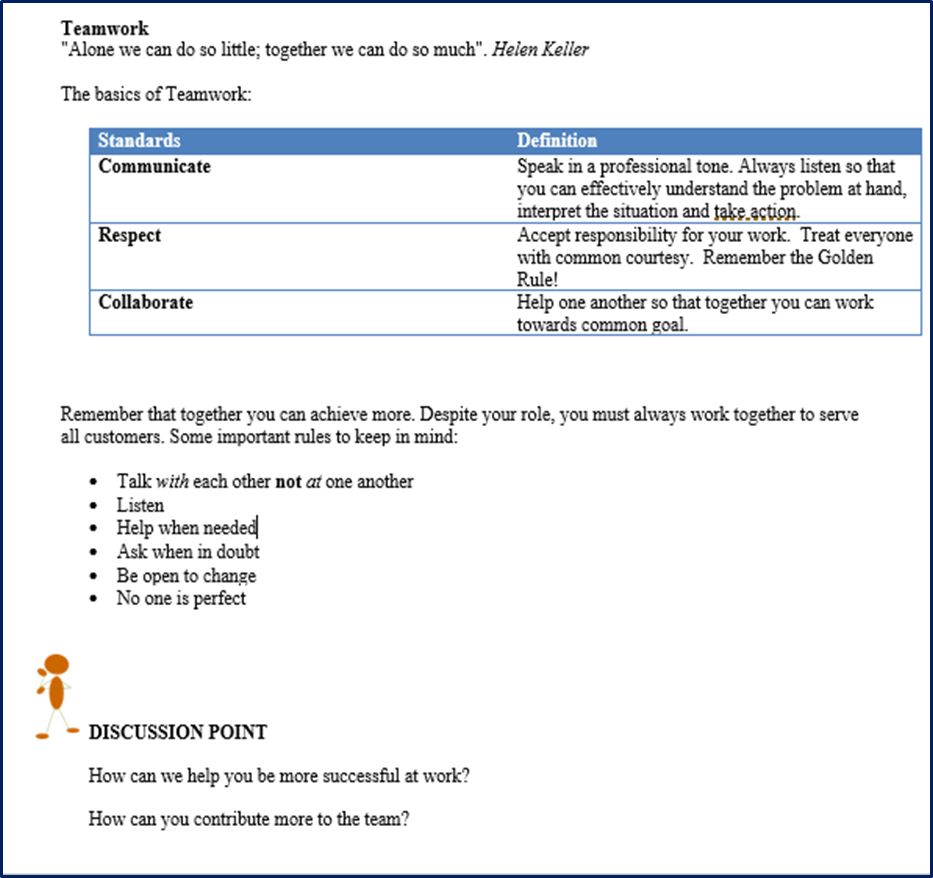 Teamwork
"Alone we can do so little; together we can do so much". Helen Keller
The basics of Teamwork:
Standards Definition
Communicate Speak in a professional tone. Always listen so that
you can effectively understand the problem at hand,
interpret the situation and take action.
Respect Accept responsibility for your work.  Treat everyone
with common courtesy.  Remember the Golden
Rule!
Collaborate Help one another so that together you can work
towards common goal.
Remember that together you can achieve more. Despite your role, you must always work together to serve
all customers. Some important rules to keep in mind:
• Talk with each other not at one another
• Listen
• Help when needed
• Ask when in doubt
• Be open to change
• No one is perfect
DISCUSSION POINT
How can we help you be more successful at work?
How can you contribute more to the team?